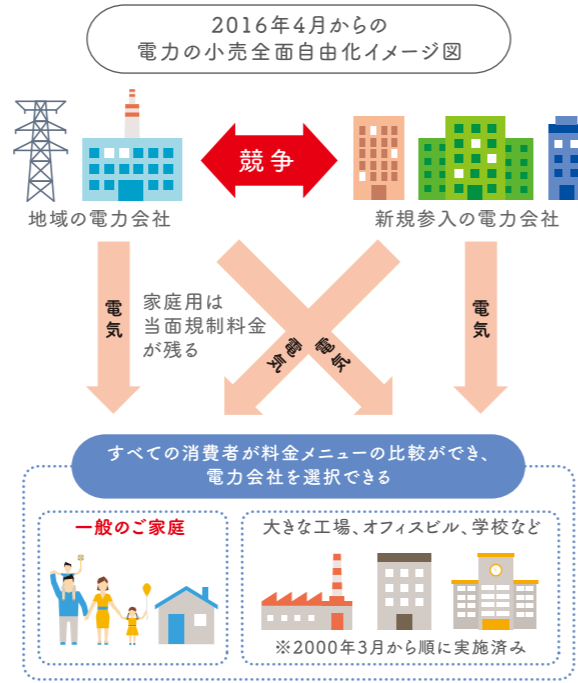 2016年4月からの
電力の小売全面自由化イメージ図
競争
地域の電力会社
新規参入の電力会社
電気
家庭用は
当面規制料金
が残る
電気
電気
電気
すべての消費者が料金メニューの比較ができ、
電力会社を選択できる
一般のご家庭
大きな工場、オフィスビル、学校など
※2000年3月から順に実施済み